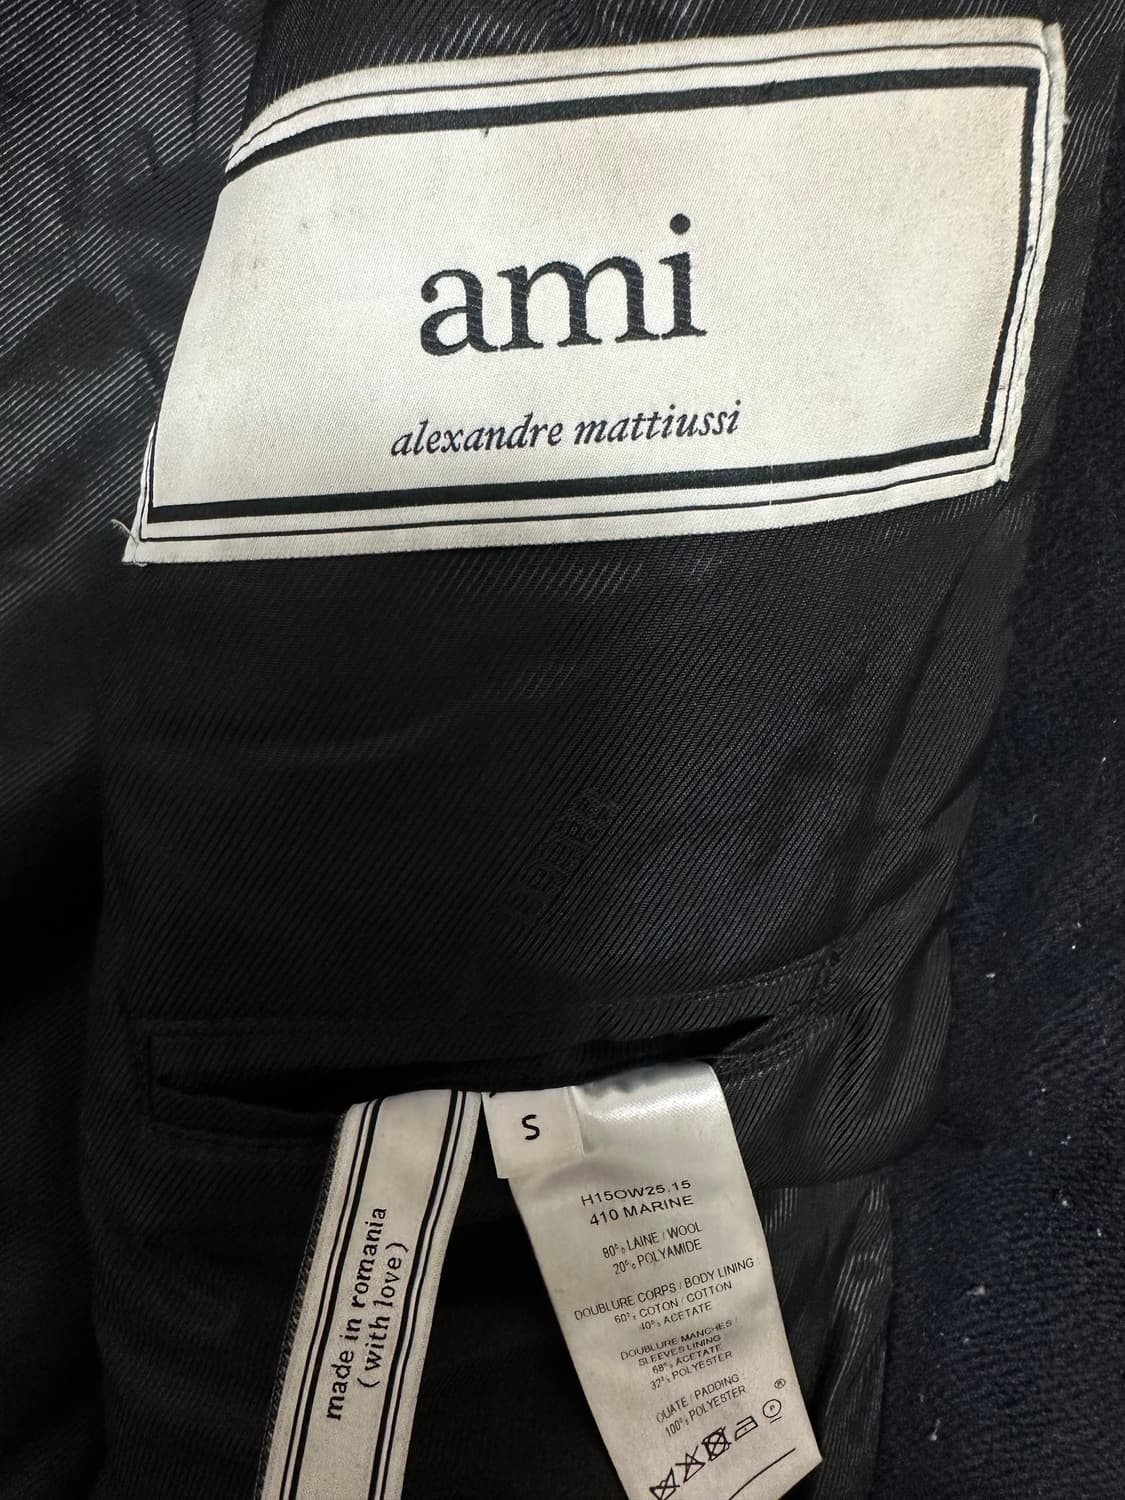 ami
alexandre mattiussi
made in romania
(with love)
S
H15OW25.15
410 MARINE
80% LAINE / WOOL
20% POLYAMIDE
DOUBLURE CORPS / BODY LINING
60% COTON / COTTON
40% ACETATE
DOUBLURE MANCHES
SLEEVES LINING
68% ACETATE
32% POLYESTER
OUATE / PADDING
100% POLYESTER
P
®